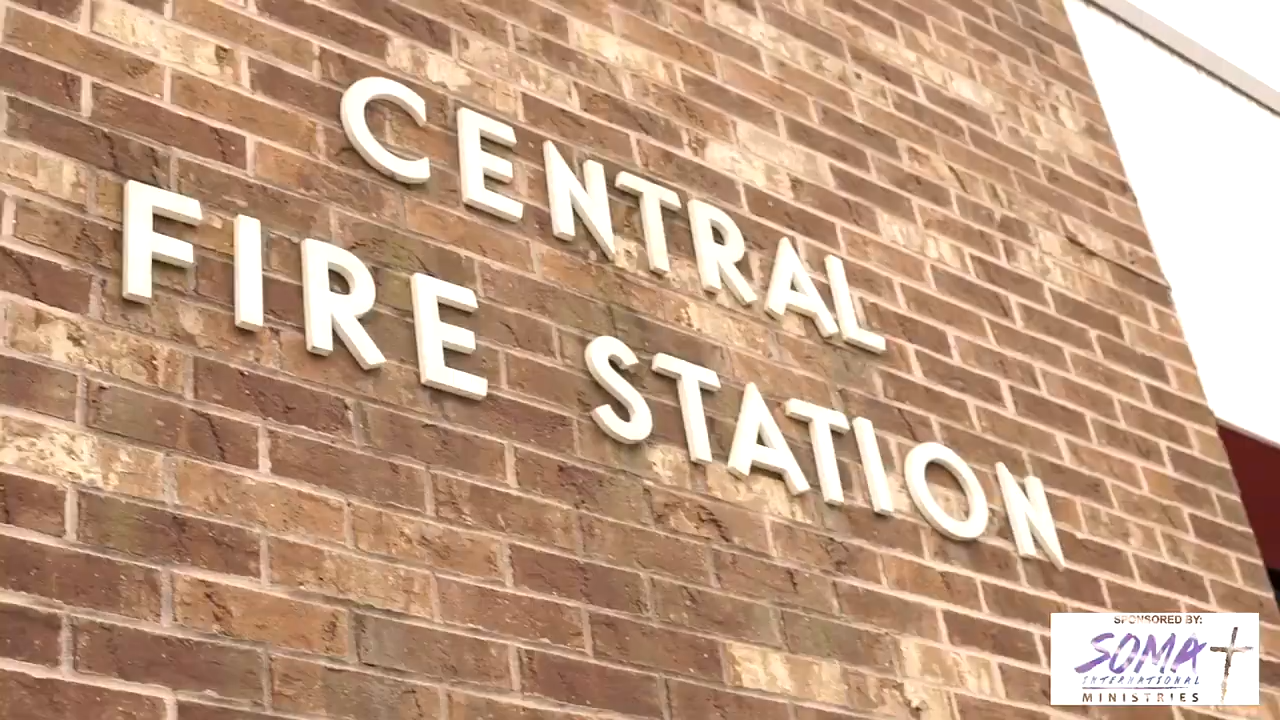 CENTRAL
FIRE STATION
SPONSORED BY:
SOMA
INTERNATIONAL
MINISTRIES